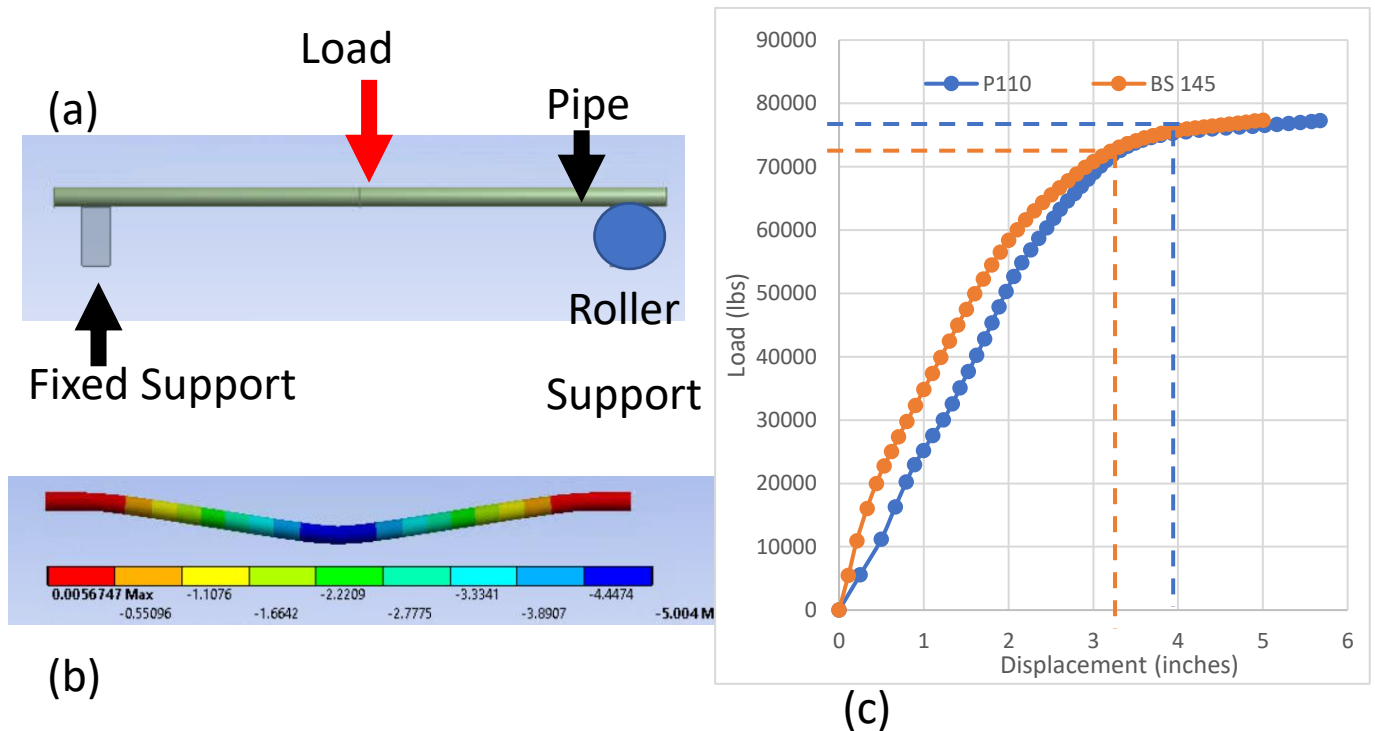 (a)
Load
Pipe
Fixed Support
Roller
Support
0.0056747 Max
-0.55096
-1.1076
-1.6642
-2.2209
-2.7775
-3.3341
-3.8907
-4.4474
-5.004 M
(b)
90000
80000
70000
60000
50000
40000
30000
20000
10000
0
Load (lbs)
P110
BS 145
0 1 2 3 4 5 6
Displacement (inches)
(c)